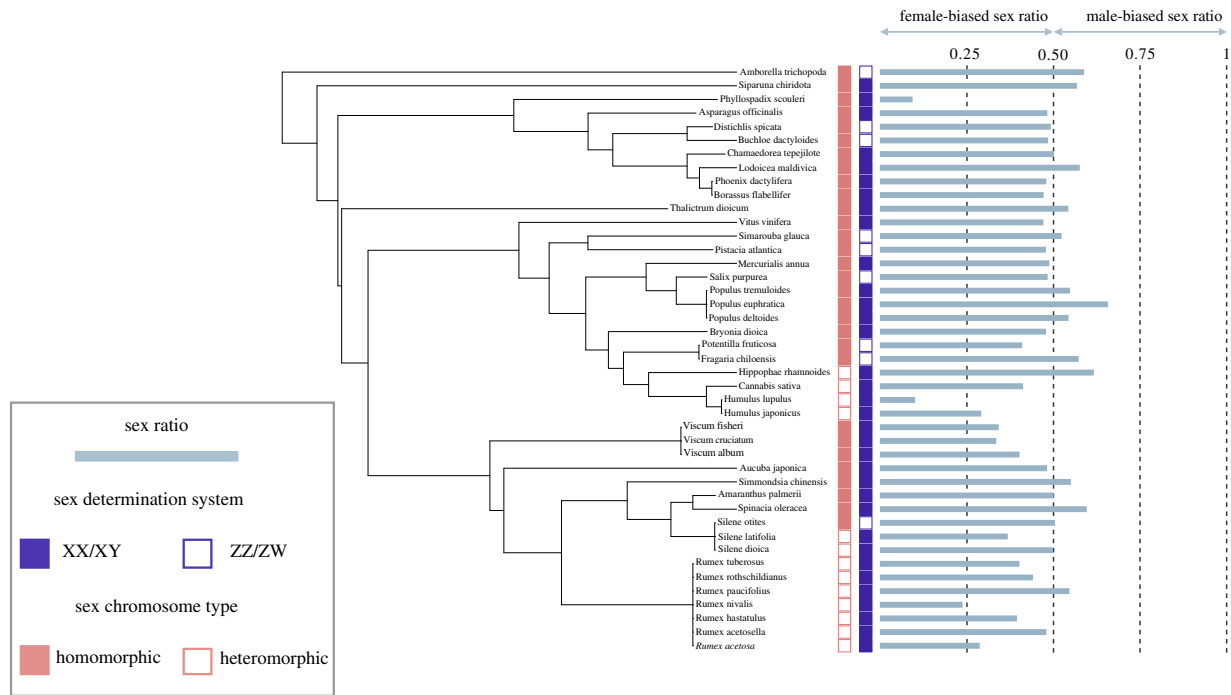 female-biased sex ratio male-biased sex ratio
0.25 0.50 0.75 1
Amborella trichopoda
Siparuna chiridota
Phyllospadix scouleri
Asparagus officinalis
Distichlis spicata
Buchloe dactyloides
Chamaedorea tepejilote
Lodoicea maldivica
Phoenix dactylifera
Borassus flabellifer
Thalictrum dioicum
Vitus vinifera
Simarouba glauca
Pistacia atlantica
Mercurialis annua
Salix purpurea
Populus tremuloides
Populus euphratica
Populus deltoides
Bryonia dioica
Potentilla fruticosa
Fragaria chiloensis
Hippophae rhamnoides
Cannabis sativa
Humulus lupulus
Humulus japonicus
Viscum fisheri
Viscum cruciatum
Viscum album
Aucuba japonica
Simmondsia chinensis
Amaranthus palmerii
Spinacia oleracea
Silene otites
Silene latifolia
Silene dioica
Rumex tuberosus
Rumex rothschildianus
Rumex paucifolius
Rumex nivalis
Rumex hastatulus
Rumex acetosella
Rumex acetosa
sex ratio
sex determination system
XX/XY ZZ/ZW
sex chromosome type
homomorphic heteromorphic